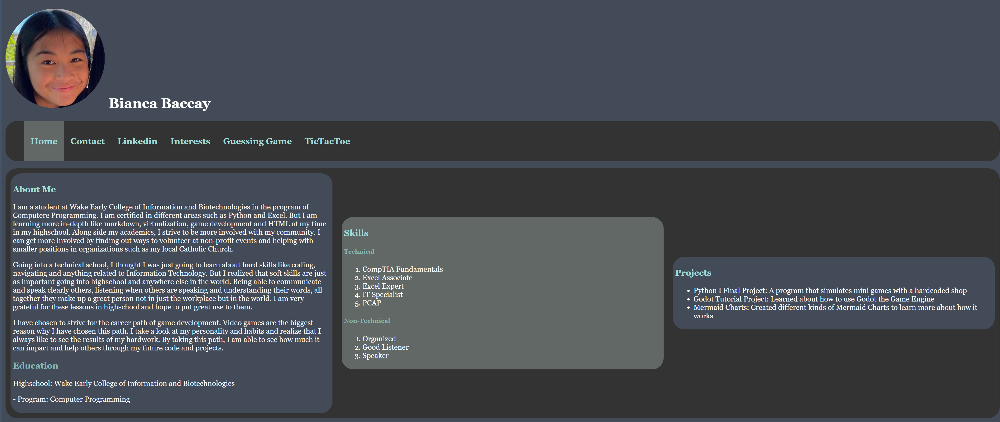 Bianca Baccay
Home Contact Linkedin Interests Guessing Game TicTacToe
About Me
I am a student at Wake Early College of Information and Biotechnologies in the program of
Computere Programming. I am certified in different areas such as Python and Excel. But I am
learning more in-depth like markdown, virtualization, game development and HTML at my time
in my highschool. Along side my academics, I strive to be more involved with my community. I
can get more involved by finding out ways to volunteer at non-profit events and helping with
smaller positions in organizations such as my local Catholic Church.
Going into a technical school, I thought I was just going to learn about hard skills like coding,
navigating and anything related to Information Technology. But I realized that soft skills are just
as important going into highschool and anywhere else in the world. Being able to communicate
and speak clearly others, listening when others are speaking and understanding their words, all
together they make up a great person not in just the workplace but in the world. I am very
grateful for these lessons in highschool and hope to put great use to them.
I have chosen to strive for the career path of game development. Video games are the biggest
reason why I have chosen this path. I take a look at my personality and habits and realize that I
always like to see the results of my hardwork. By taking this path, I am able to see how much it
can impact and help others through my future code and projects.
Education
Highschool: Wake Early College of Information and Biotechnologies
- Program: Computer Programming
Skills
Technical
1. CompTIA Fundamentals
2. Excel Associate
3. Excel Expert
4. IT Specialist
5. PCAP
Non-Technical
1. Organized
2. Good Listener
3. Speaker
Projects
• Python I Final Project: A program that simulates mini games with a hardcoded shop
• Godot Tutorial Project: Learned about how to use Godot the Game Engine
• Mermaid Charts: Created different kinds of Mermaid Charts to learn more about how it
works